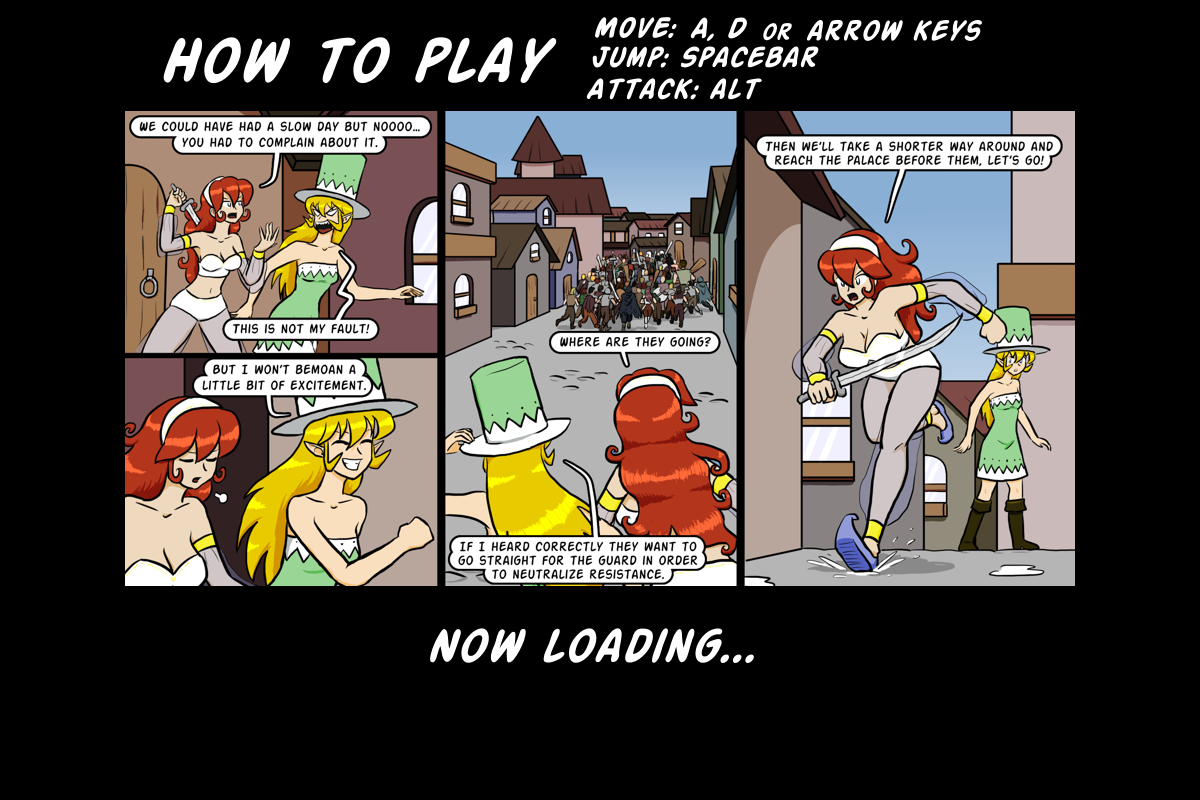 HOW TO PLAY
MOVE: A, D OR ARROW KEYS
JUMP: SPACEBAR
ATTACK: ALT
WE COULD HAVE HAD A SLOW DAY BUT NOOOO...
YOU HAD TO COMPLAIN ABOUT IT.
THIS IS NOT MY FAULT!
BUT I WON'T BEMOAN A
LITTLE BIT OF EXCITEMENT.
WHERE ARE THEY GOING?
IF I HEARD CORRECTLY THEY WANT TO
GO STRAIGHT FOR THE GUARD IN ORDER
TO NEUTRALIZE RESISTANCE.
THEN WE'LL TAKE A SHORTER WAY AROUND AND
REACH THE PALACE BEFORE THEM, LET'S GO!
NOW LOADING...